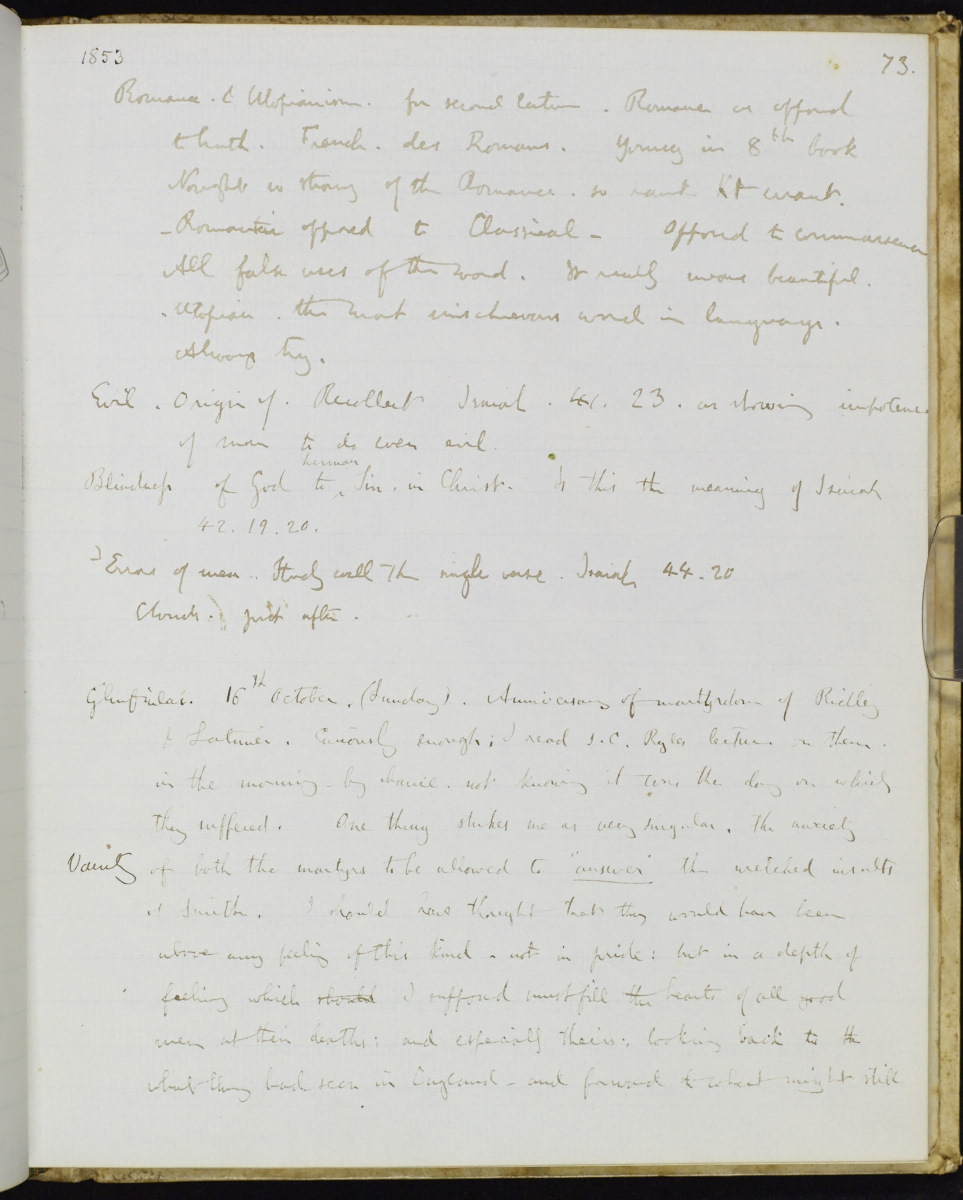 1853 73.
Romance. & Utopianism. for second lecture. Romance as opposed
to truth. French. des Romans. Young in 8th book
Nought so strong of the Romance. so rank Kt errant.
- Romantic opposed to Classical - Opposed to commonsense
All false uses of the word. It really means beautiful.
Utopian. the most mischievous word in language.
Always try.
Evil. Origin of. Recollect Isaiah. 41. 23. as showing impotence
of man to do even evil.
Blindness of God to human Sin. in Christ. Is this the meaning of Isaiah
42. 19. 20.
Errors of men.. Study well the single verse. Isaiah 44. 20
Clouds. just after.
Glenfinlas. 16th October. (Sunday). Anniversary of martyrdom of Ridley
& Latimer. Curiously enough; I read J. C. Ryles lecture on them.
in the morning - by chance. not knowing it was the day on which
they suffered. One thing strikes me as very singular. the anxiety
Vanity of both the martyrs to be allowed to "answer" the wretched insults
of Smith. I should have thought that they would have been
above any feeling of this kind. not in pride: but in a depth of
feeling which should I supposed must fill the hearts of all good
men at their deaths: and especially theirs: looking back to the
what they had seen in England - and forward to what might still